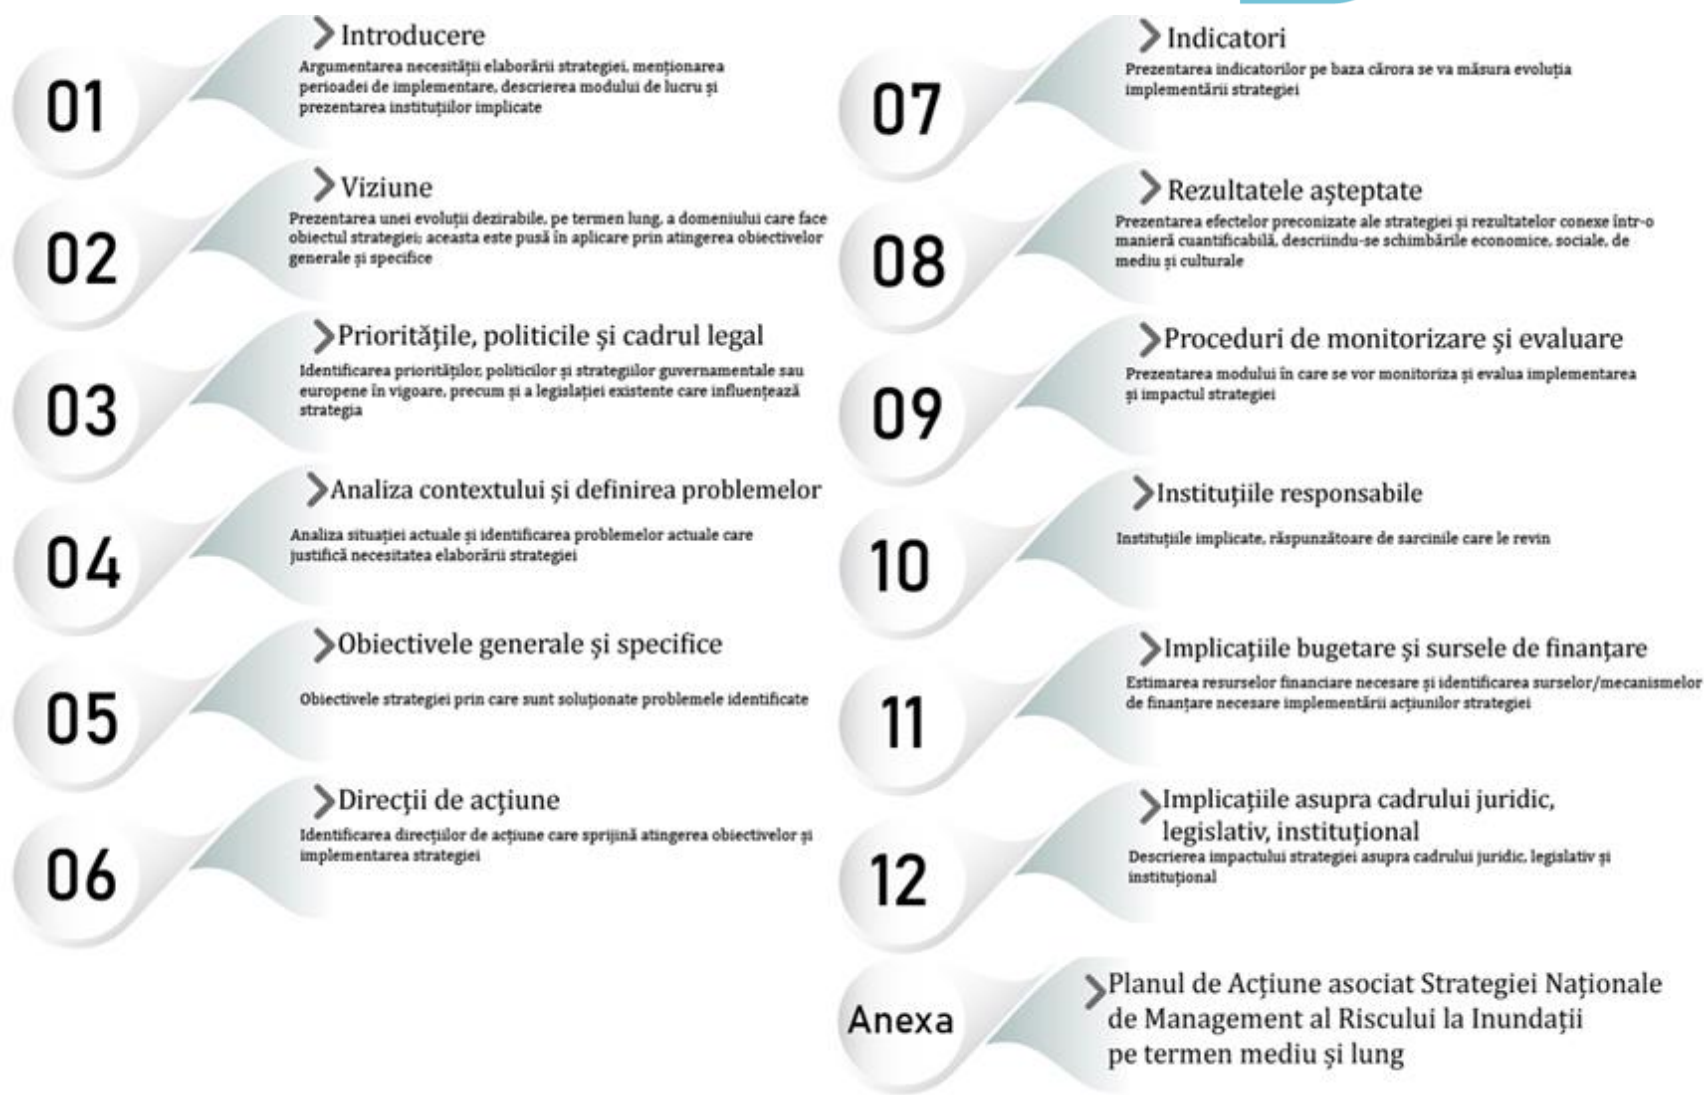 01
Introducere
Argumentarea necesității elaborării strategiei, menționarea
perioadei de implementare, descrierea modului de lucru și
prezentarea instituțiilor implicate
02
Viziune
Prezentarea unei evoluții dezirabile, pe termen lung, a domeniului care face
obiectul strategiei; aceasta este pusă în aplicare prin atingerea obiectivelor
generale și specifice
03
Prioritățile, politicile și cadrul legal
Identificarea priorităților, politicilor și strategiilor guvernamentale sau
europene în vigoare, precum și a legislației existente care influențează
strategia
04
Analiza contextului și definirea problemelor
Analiza situației actuale și identificarea problemelor actuale care
justifică necesitatea elaborării strategiei
05
Obiectivele generale și specifice
Obiectivele strategiei prin care sunt soluționate problemele identificate
06
Direcții de acțiune
Identificarea direcțiilor de acțiune care sprijină atingerea obiectivelor și
implementarea strategiei
07
Indicatori
Prezentarea indicatorilor pe baza cărora se va măsura evoluția
implementării strategiei
08
Rezultatele așteptate
Prezentarea efectelor preconizate ale strategiei și rezultatelor conexe într-o
manieră cuantificabilă, descriindu-se schimbările economice, sociale, de
mediu și culturale
09
Proceduri de monitorizare și evaluare
Prezentarea modului în care se vor monitoriza și evalua implementarea
și impactul strategiei
10
Instituțiile responsabile
Instituțiile implicate, răspunzătoare de sarcinile care le revin
11
Implicațiile bugetare și sursele de finanțare
Estimarea resurselor financiare necesare și identificarea surselor/mecanismelor
de finanțare necesare implementării acțiunilor strategiei
12
Implicațiile asupra cadrului juridic,
legislativ, instituțional
Descrierea impactului strategiei asupra cadrului juridic, legislativ și
instituțional
Anexa
Planul de Acțiune asociat Strategiei Naționale
de Management al Riscului la Inundații
pe termen mediu și lung